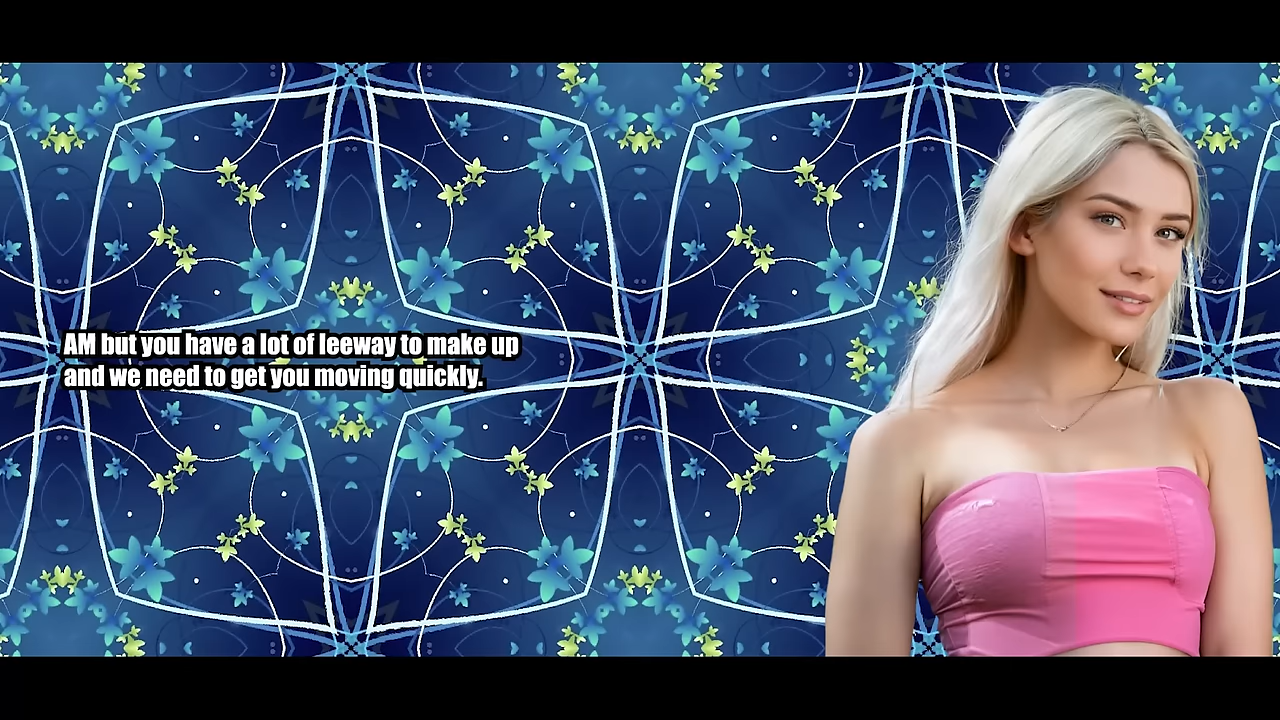 AM but you have a lot of leeway to make up
and we need to get you moving quickly.